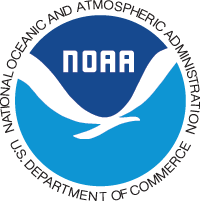 NATIONAL OCEANIC AND ATMOSPHERIC ADMINISTRATION
NOAA
U.S. DEPARTMENT OF COMMERCE